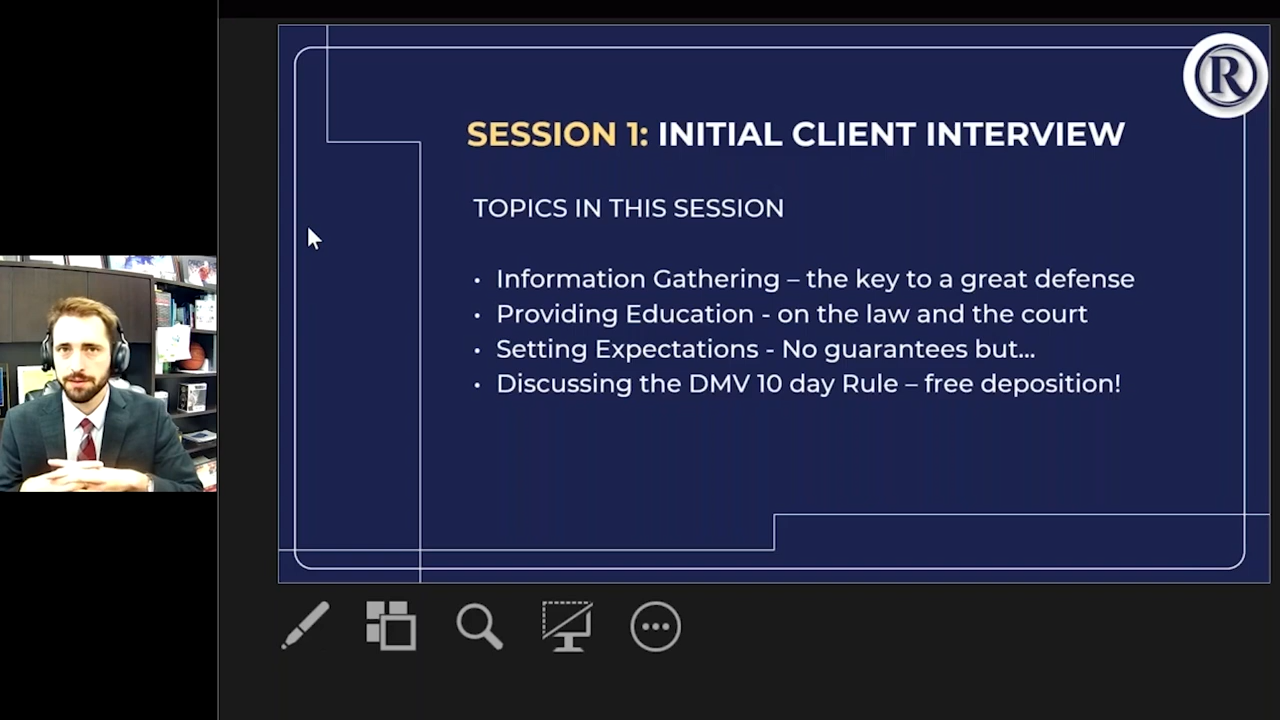 R
SESSION 1: INITIAL CLIENT INTERVIEW
TOPICS IN THIS SESSION
• Information Gathering – the key to a great defense
• Providing Education - on the law and the court
• Setting Expectations - No guarantees but...
• Discussing the DMV 10 day Rule – free deposition!